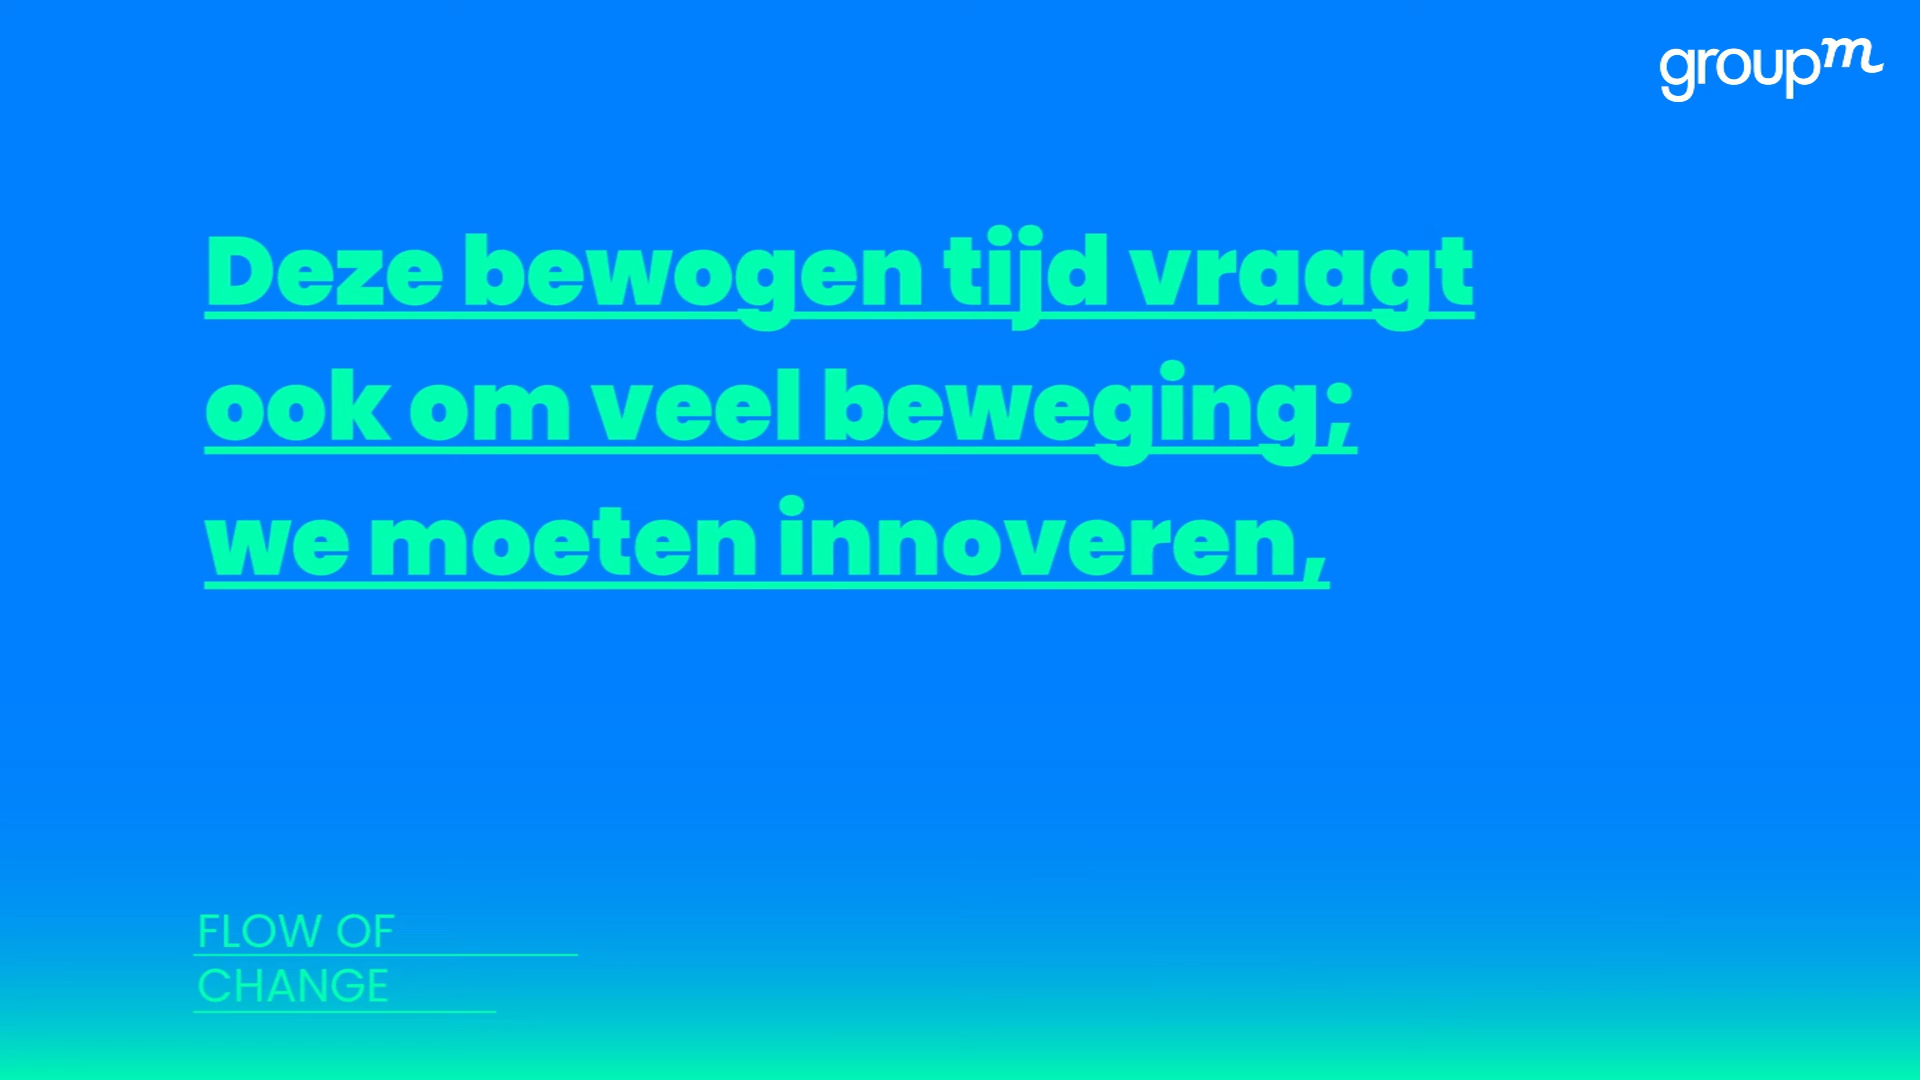 groupm
Deze bewogen tijd vraagt
ook om veel beweging;
we moeten innoveren,
FLOW OF
CHANGE